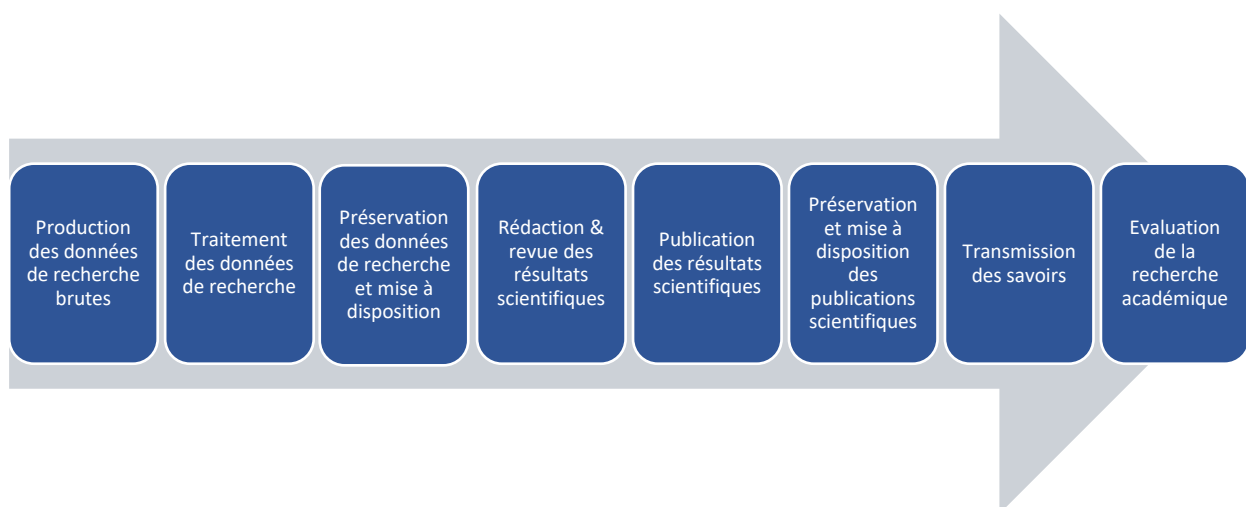 Production
des données
de recherche
brutes
Traitement
des données
de recherche
Préservation
des données
de recherche
et mise à
disposition
Rédaction &
revue des
résultats
scientifiques
Publication
des résultats
scientifiques
Préservation
et mise à
disposition
des
publications
scientifiques
Transmission
des savoirs
Evaluation
de la
recherche
académique